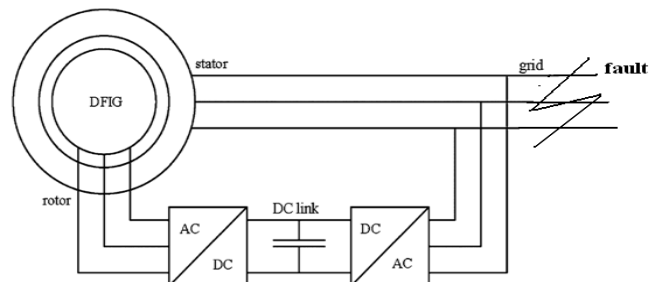 stator
grid
fault
DFIG
rotor
DC link
AC
DC
DC
AC